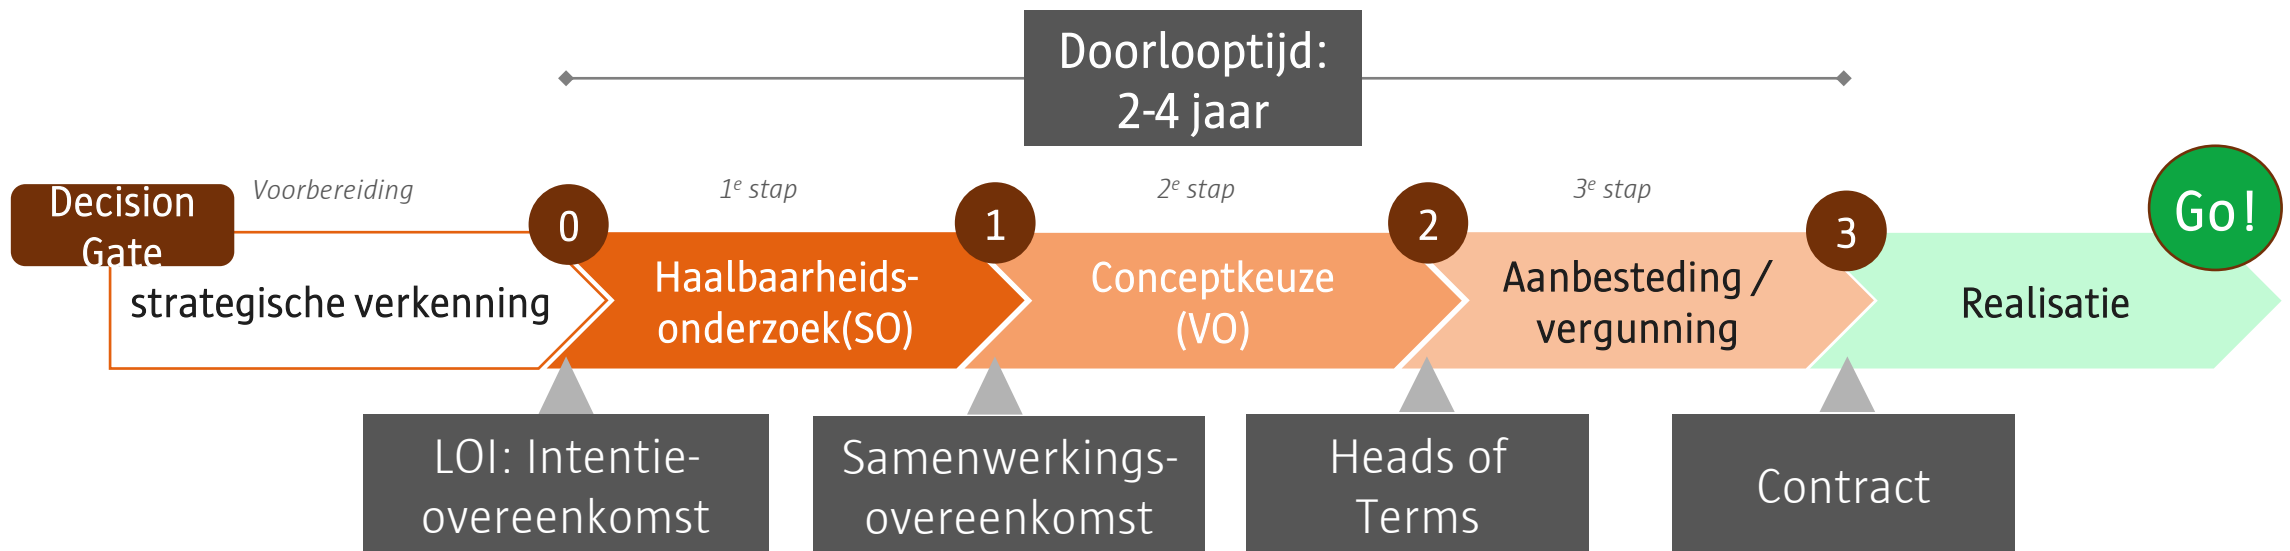 Doorlooptijd:
2-4 jaar
Voorbereiding
1e stap
2e stap
3e stap
Decision
Gate
0
1
2
3
Go!
strategische verkenning
Haalbaarheids-
onderzoek(SO)
Conceptkeuze
(VO)
Aanbesteding /
vergunning
Realisatie
LOI: Intentie-
overeenkomst
Samenwerkings-
overeenkomst
Heads of
Terms
Contract